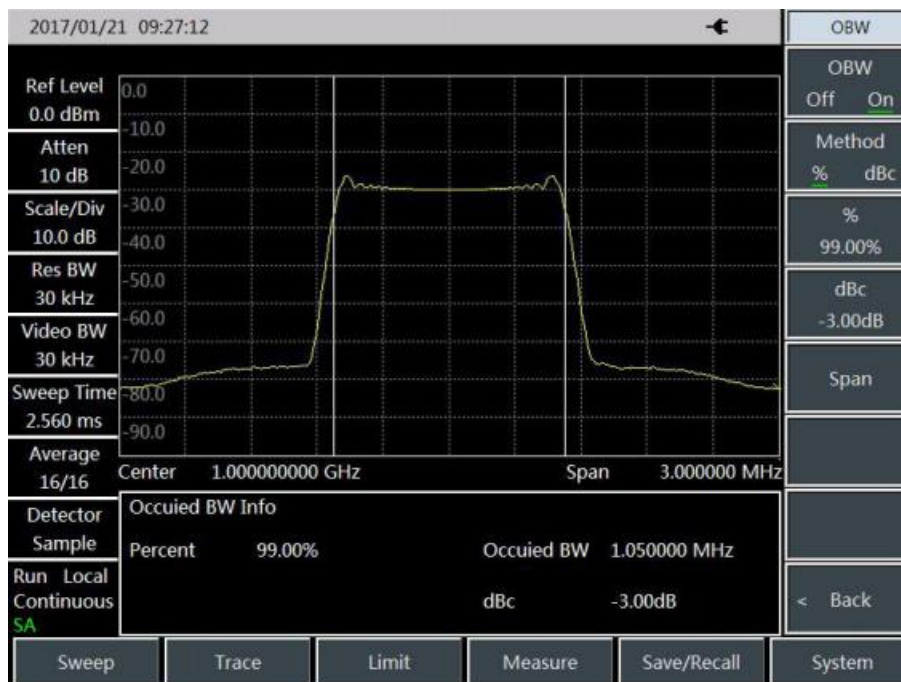 2017/01/21 09:27:12
OBW
Ref Level
0.0 dBm
Atten
10 dB
Scale/Div
10.0 dB
Res BW
30 kHz
Video BW
30 kHz
Sweep Time
2.560 ms
Average
16/16
Detector
Sample
Run Local
Continuous
SA
0.0
-10.0
-20.0
-30.0
-40.0
-50.0
-60.0
-70.0
-80.0
-90.0
Center 1.000000000 GHz Span 3.000000 MHz
Occuied BW Info
Percent 99.00% Occuied BW 1.050000 MHz
dBc -3.00dB
OBW
Off On
Method
% dBc
%
99.00%
dBc
-3.00dB
Span
< Back
Sweep Trace Limit Measure Save/Recall System